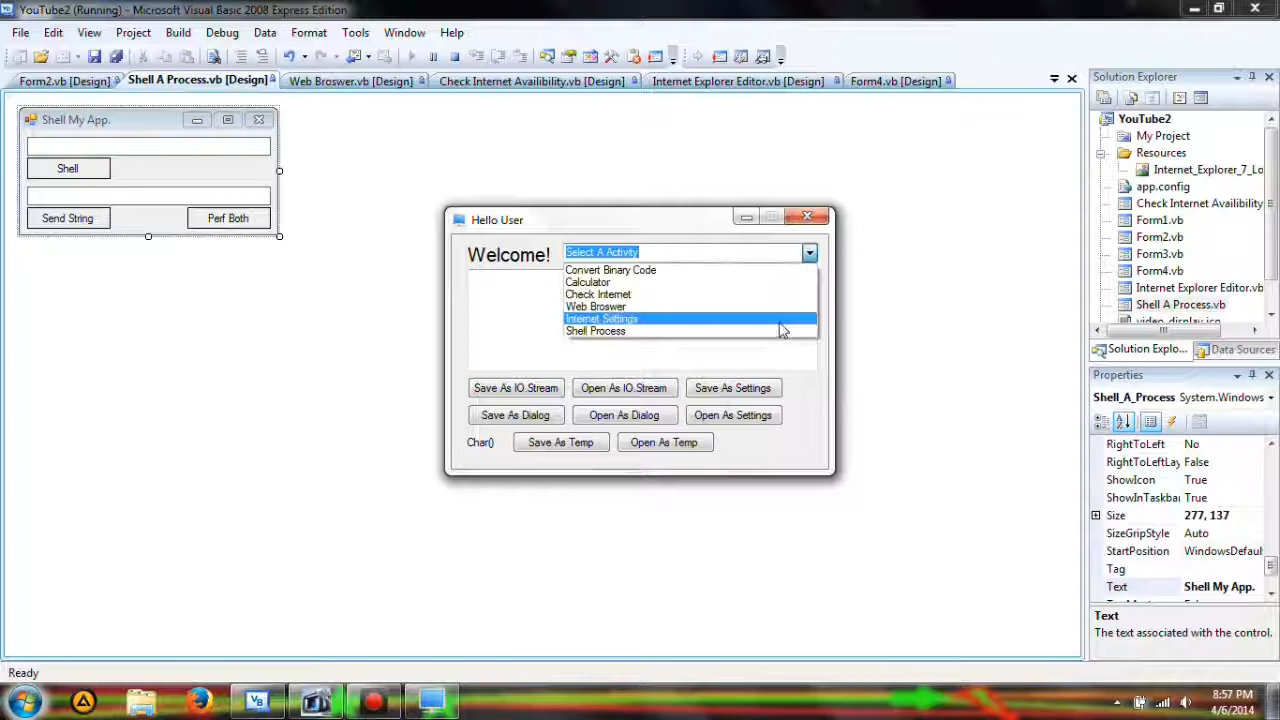 YouTube2 (Running) - Microsoft Visual Basic 2008 Express Edition
File Edit View Project Build Debug Data Format Tools Window Help
Form2.vb [Design] Shell A Process.vb [Design] Web Broswer.vb [Design] Check Internet Availibility.vb [Design] Internet Explorer Editor.vb [Design] Form4.vb [Design]
Shell My App.
Shell
Send String Perf Both
Hello User
Welcome! Select A Activity
Convert Binary Code
Calculator
Check Internet
Web Broswer
Internet Settings
Shell Process
Save As IO.Stream Open As IO.Stream Save As Settings
Save As Dialog Open As Dialog Open As Settings
Char() Save As Temp Open As Temp
Solution Explorer
YouTube2
My Project
Resources
Internet_Explorer_7_Lo
app.config
Check Internet Availability
Form1.vb
Form2.vb
Form3.vb
Form4.vb
Internet Explorer Editor.vb
Shell A Process.vb
video_display.ico
Solution Explo... Data Sources
Properties
Shell_A_Process System.Windows
RightToLeft No
RightToLeftLay False
ShowIcon True
ShowInTaskbar True
Size 277, 137
SizeGripStyle Auto
StartPosition WindowsDefaul
Tag
Text Shell My App.
Text
The text associated with the control.
Ready
8:57 PM
4/6/2014